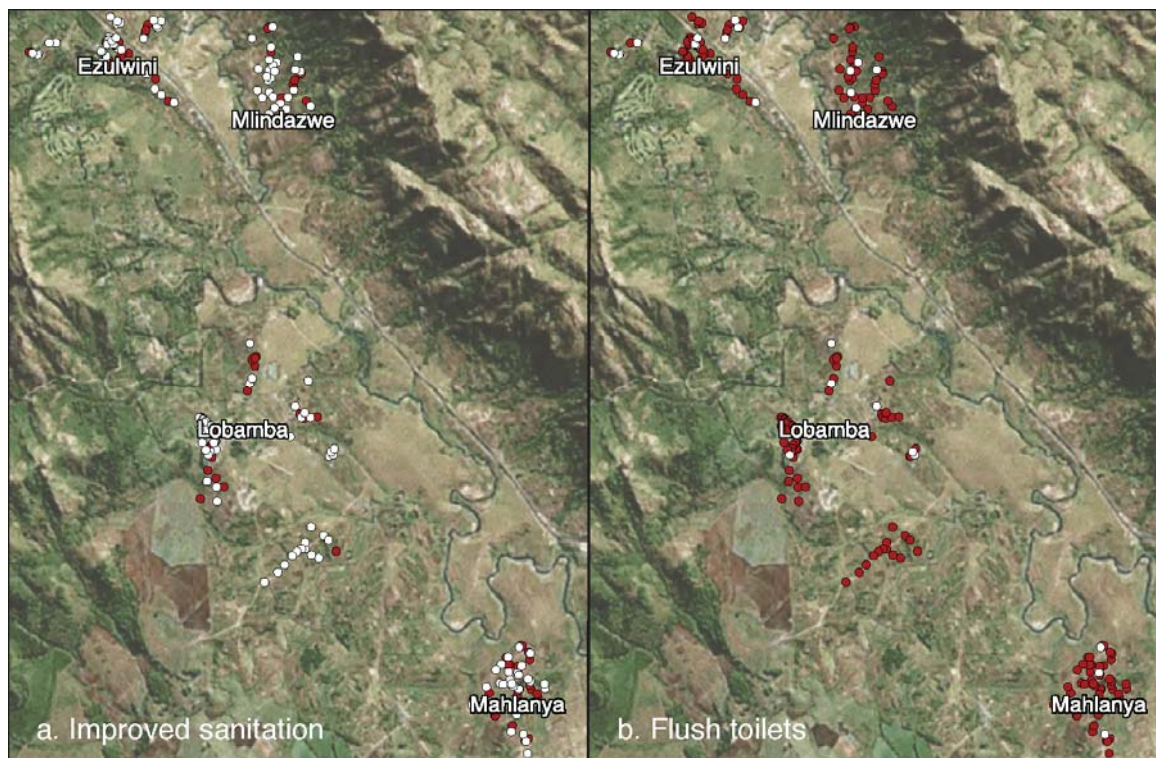 Ezulwini
Mlindazwe
Lobamba
Mahlanya
a. Improved sanitation
Ezulwini
Mlindazwe
Lobamba
Mahlanya
b. Flush toilets